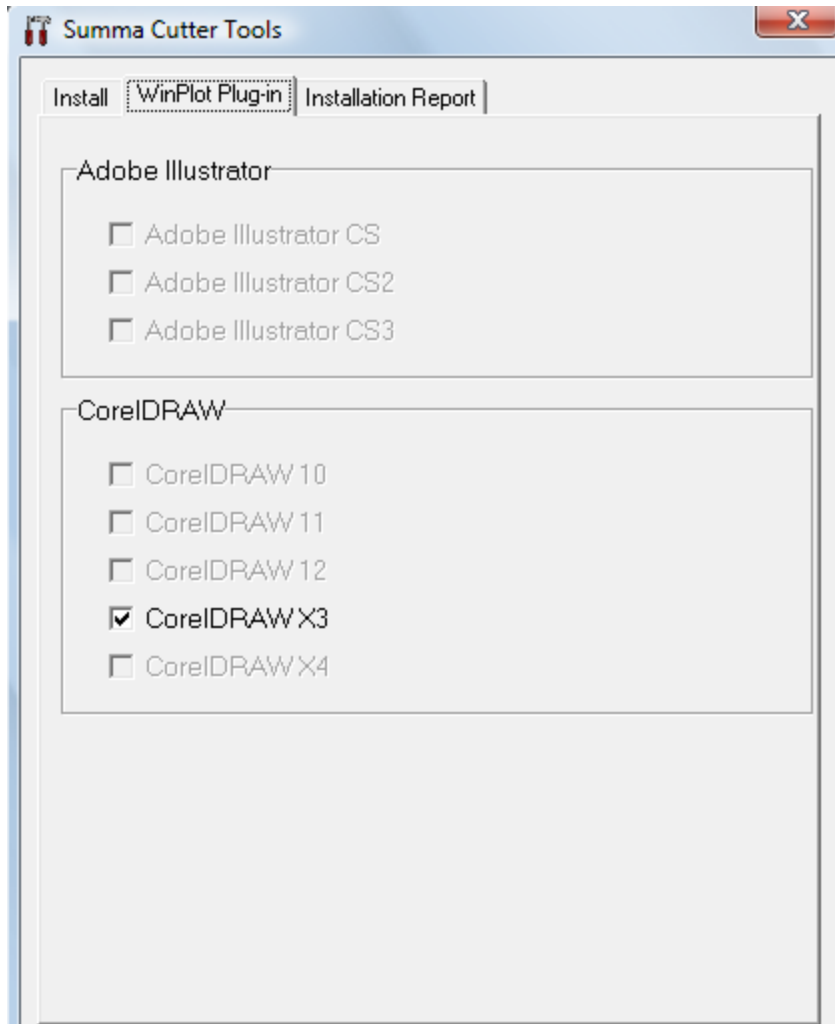 Summa Cutter Tools
Install WinPlot Plug-in Installation Report
Adobe Illustrator
Adobe Illustrator CS
Adobe Illustrator CS2
Adobe Illustrator CS3
CorelDRAW
CorelDRAW 10
CorelDRAW 11
CorelDRAW 12
CorelDRAW X3
CorelDRAW X4